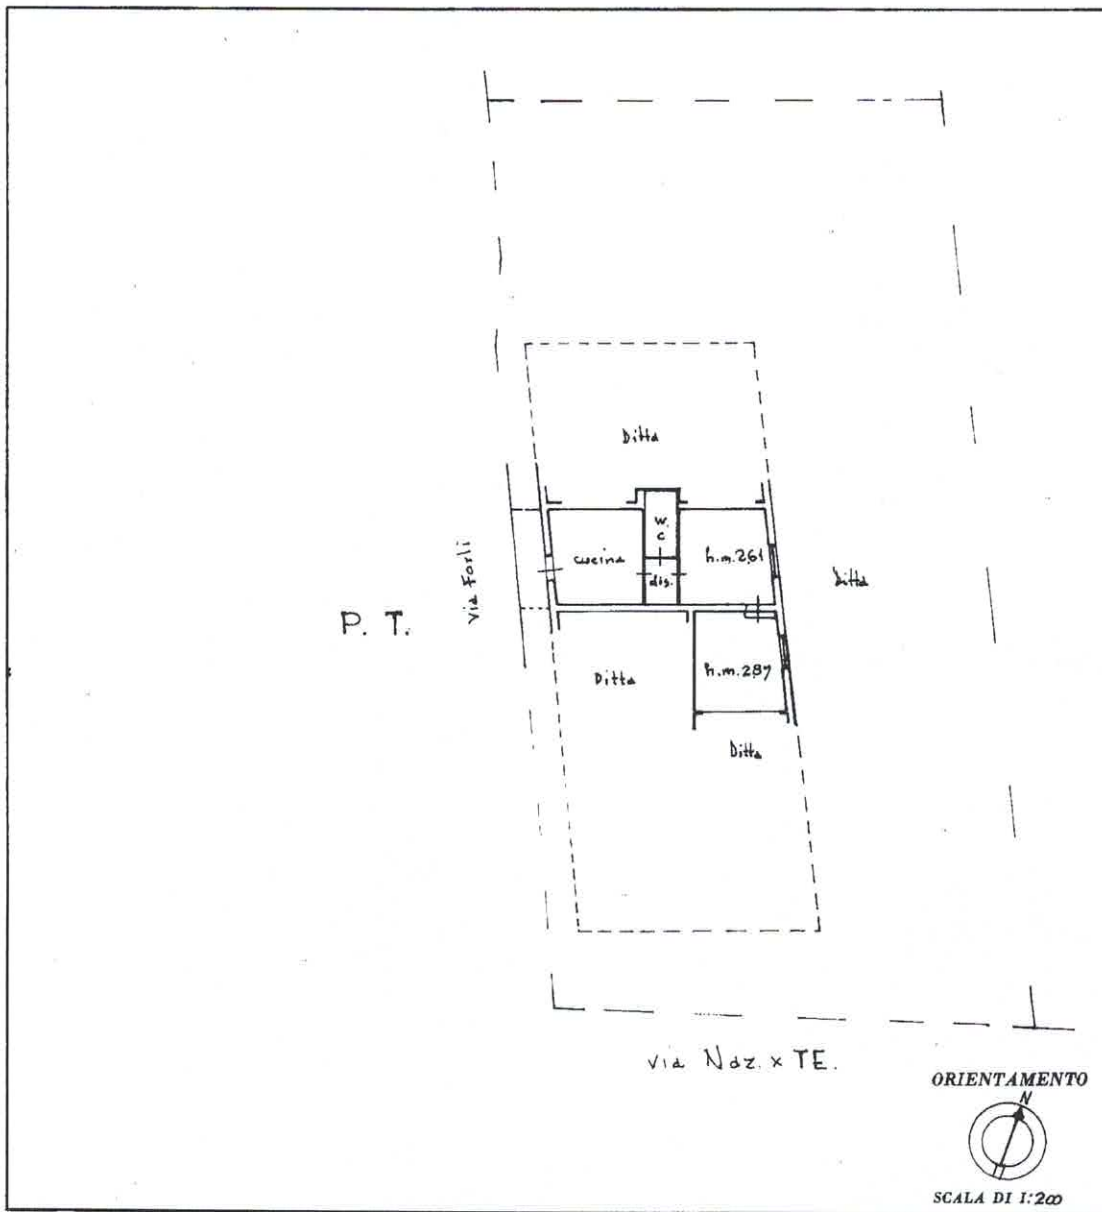 Ditta
w.
c
cucina
dis.
h.m. 2,61
Ditta
via Forlì
P. T.
Ditta
h.m. 2,87
Ditta
via Naz. x TE.
ORIENTAMENTO
N
SCALA DI 1:200